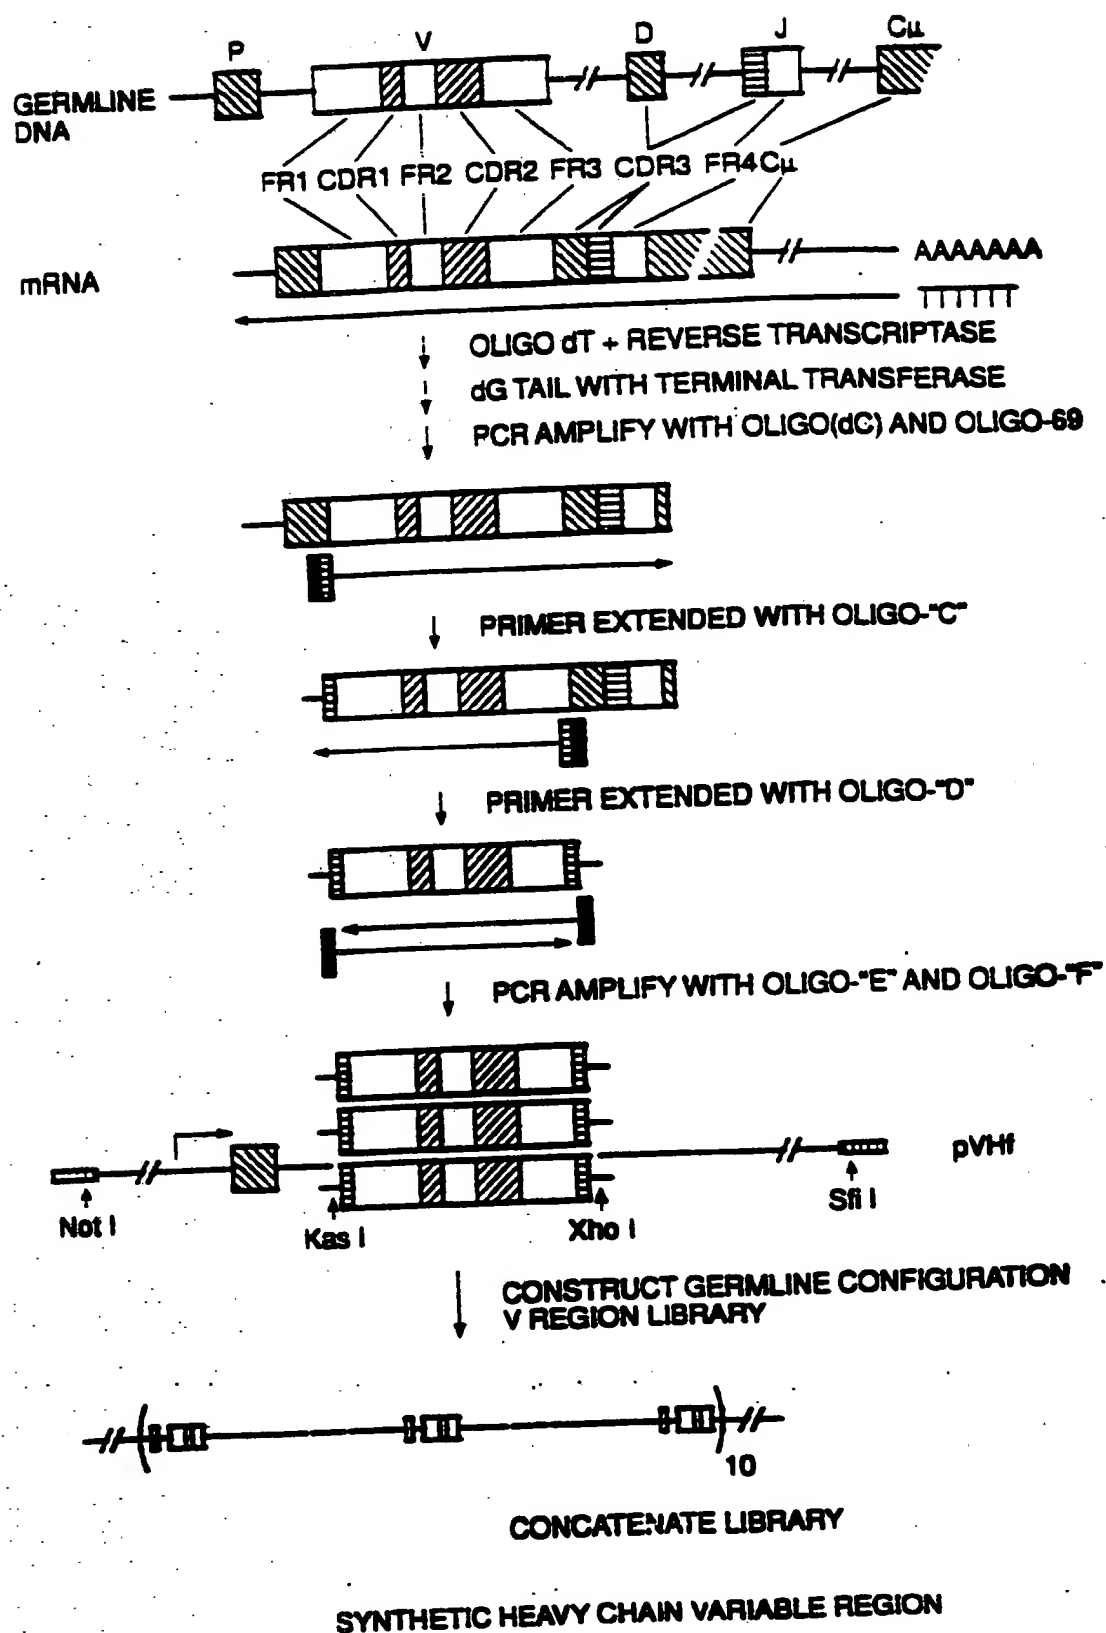 P V D J Cμ
GERMLINE
DNA
FR1 CDR1 FR2 CDR2 FR3 CDR3 FR4 Cμ
mRNA
AAAAAAA
TTTTTT
OLIGO dT + REVERSE TRANSCRIPTASE
dG TAIL WITH TERMINAL TRANSFERASE
PCR AMPLIFY WITH OLIGO(dC) AND OLIGO-69
PRIMER EXTENDED WITH OLIGO-"C"
PRIMER EXTENDED WITH OLIGO-"D"
PCR AMPLIFY WITH OLIGO-"E" AND OLIGO-"F"
pVHf
Not I Kas I Xho I Sfi I
CONSTRUCT GERMLINE CONFIGURATION
V REGION LIBRARY
10
CONCATENATE LIBRARY
SYNTHETIC HEAVY CHAIN VARIABLE REGION